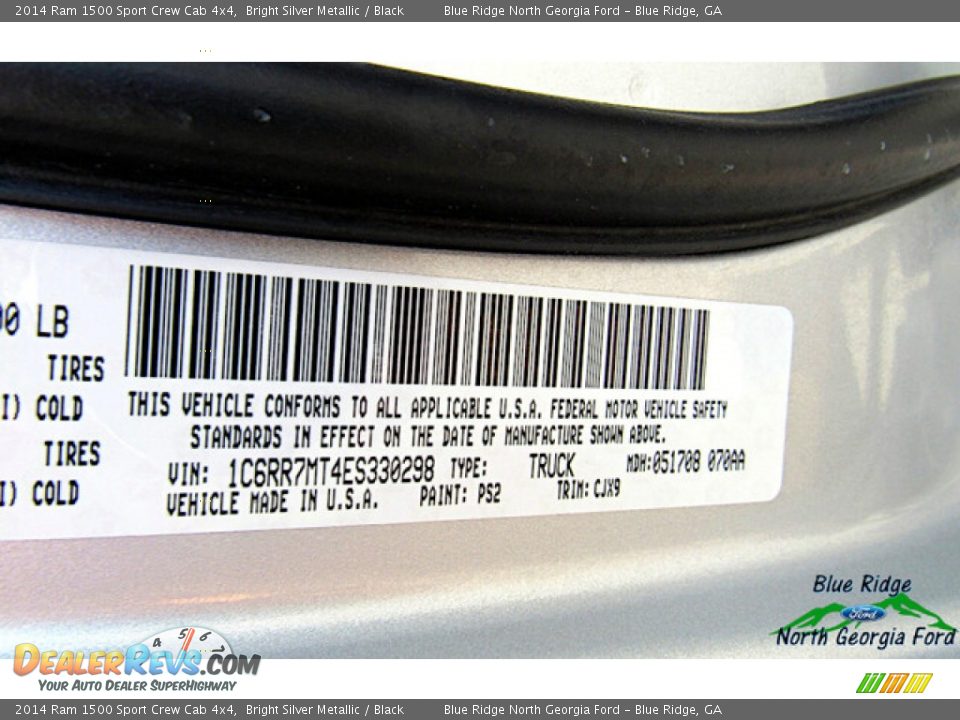 2014 Ram 1500 Sport Crew Cab 4x4, Bright Silver Metallic / Black Blue Ridge North Georgia Ford - Blue Ridge, GA
00 LB
TIRES
I) COLD
TIRES
I) COLD
THIS VEHICLE CONFORMS TO ALL APPLICABLE U.S.A. FEDERAL MOTOR VEHICLE SAFETY
STANDARDS IN EFFECT ON THE DATE OF MANUFACTURE SHOWN ABOVE.
VIN: 1C6RR7MT4ES330298 TYPE: TRUCK MDH:051708 070AA
VEHICLE MADE IN U.S.A. PAINT: PS2 TRIM: CJX9
Blue Ridge
Ford
North Georgia Ford
4 5 6
DealerRevs.com
Your Auto Dealer SuperHighway
2014 Ram 1500 Sport Crew Cab 4x4, Bright Silver Metallic / Black Blue Ridge North Georgia Ford - Blue Ridge, GA